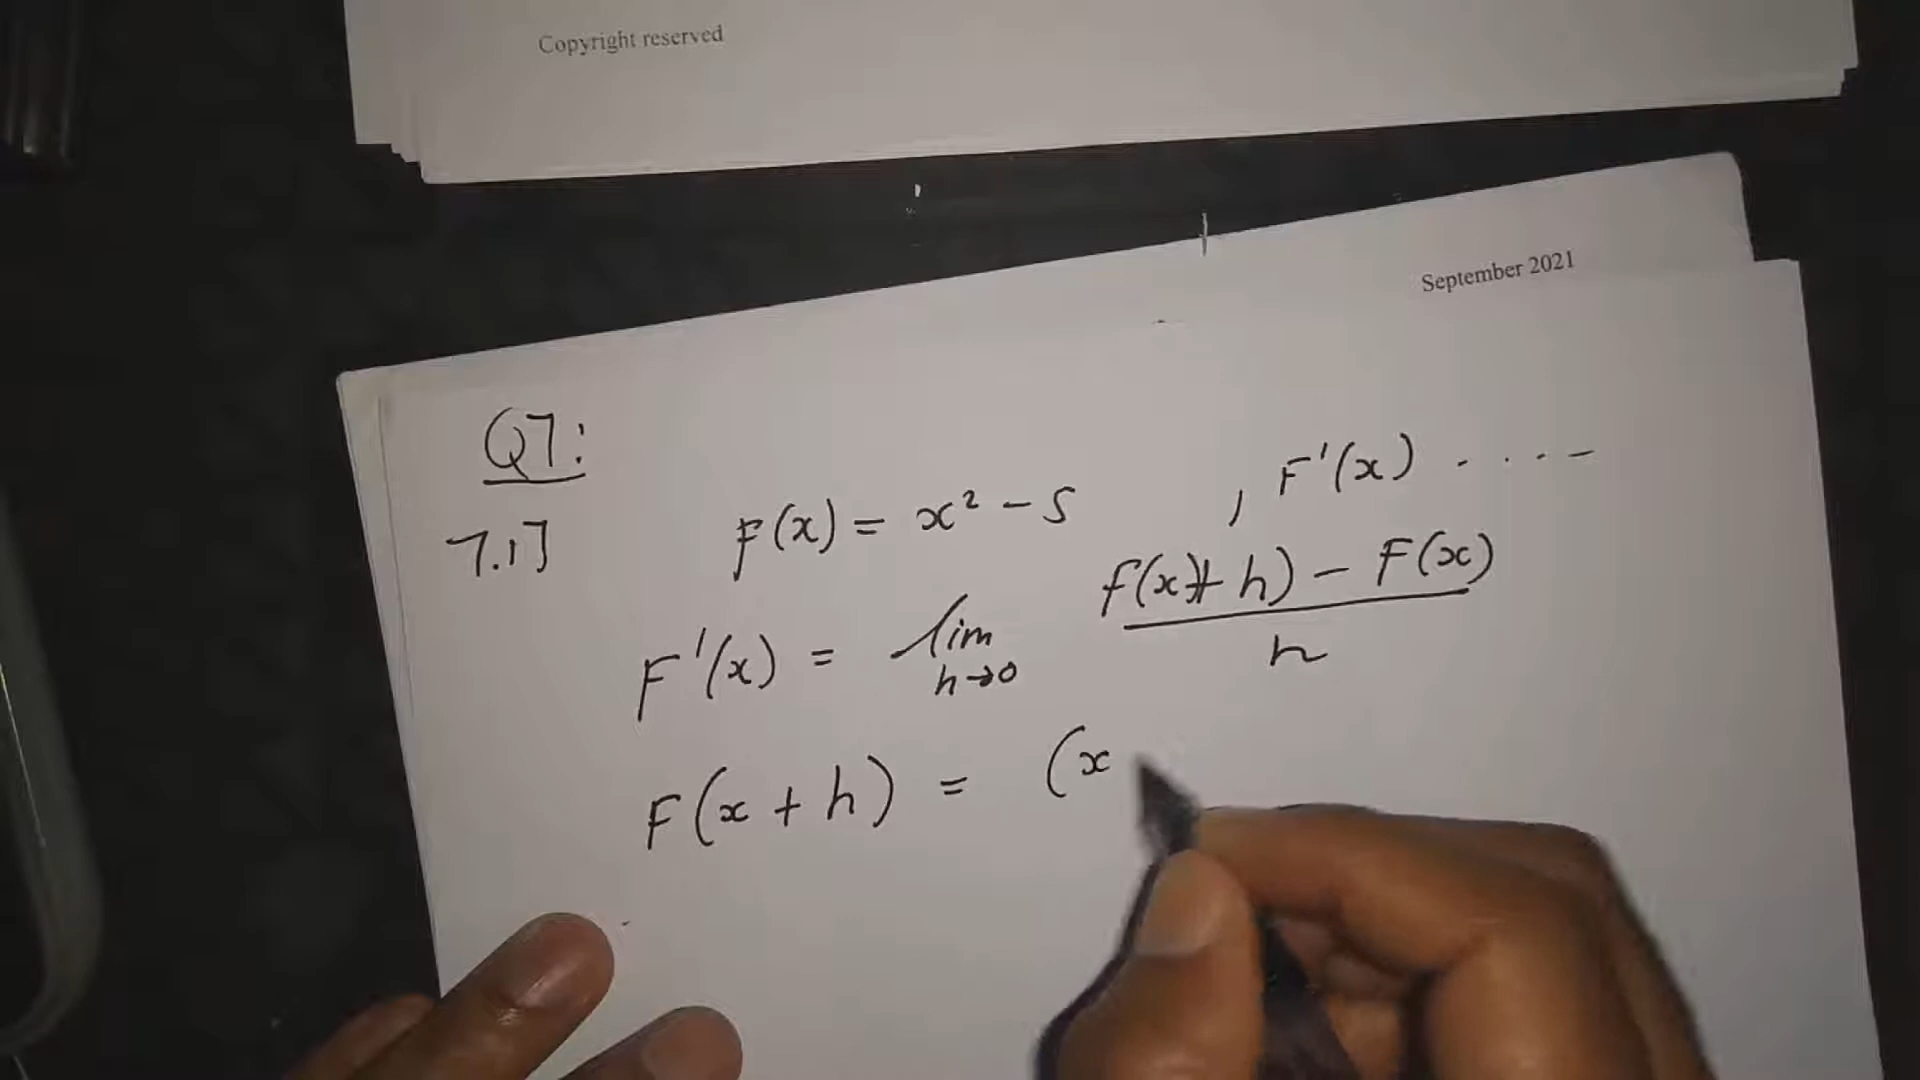 Copyright reserved
September 2021
Q7:
7.1] F(x) = x² - 5 , F'(x) ....-
F'(x) = lim h→0 f(x + h) - F(x) / h
F(x + h) = (x